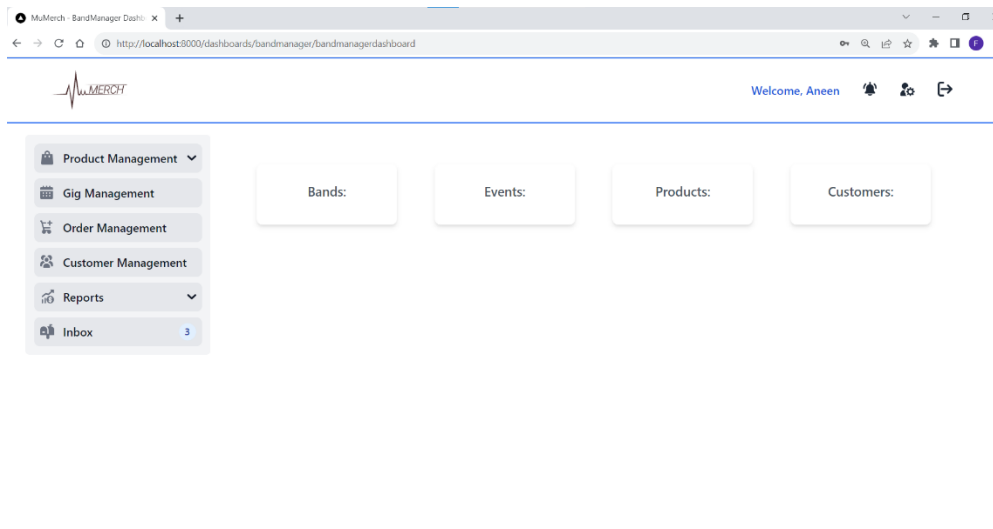 MuMerch - BandManager Dashb
http://localhost:8000/dashboards/bandmanager/bandmanagerdashboard
F
MuMERCH
Welcome, Aneen
Product Management
Gig Management
Order Management
Customer Management
Reports
Inbox 3
Bands:
Events:
Products:
Customers: